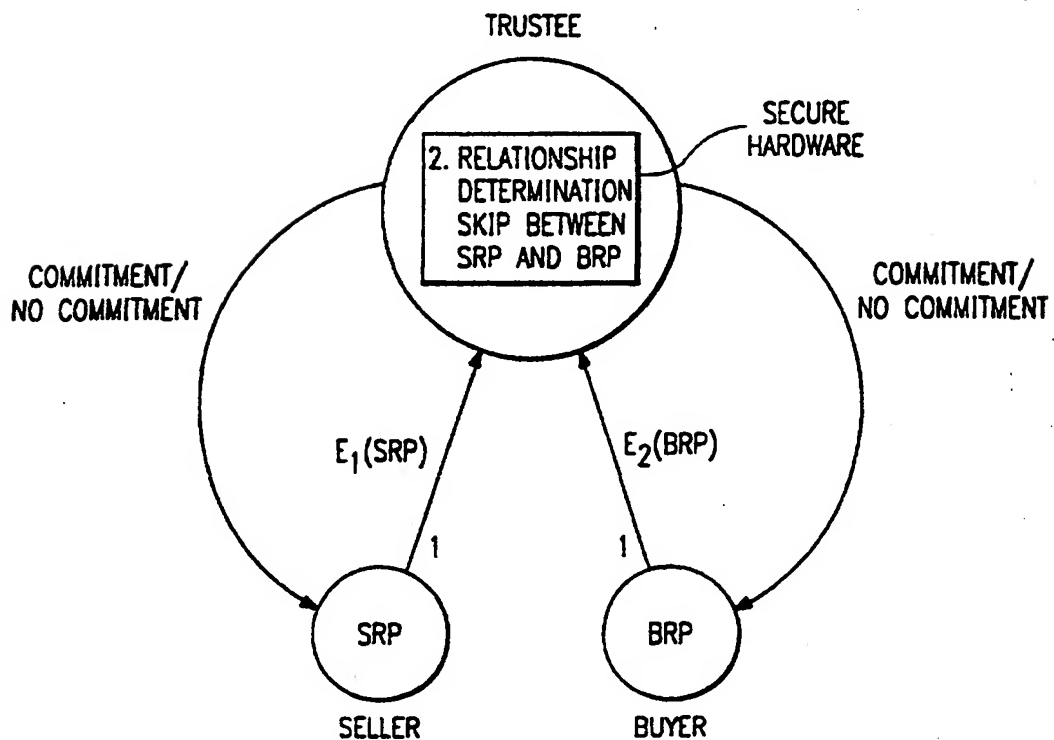 TRUSTEE
SECURE
HARDWARE
2. RELATIONSHIP
DETERMINATION
SKIP BETWEEN
SRP AND BRP
COMMITMENT/
NO COMMITMENT
COMMITMENT/
NO COMMITMENT
E1(SRP)
E2(BRP)
1
1
SRP
BRP
SELLER
BUYER